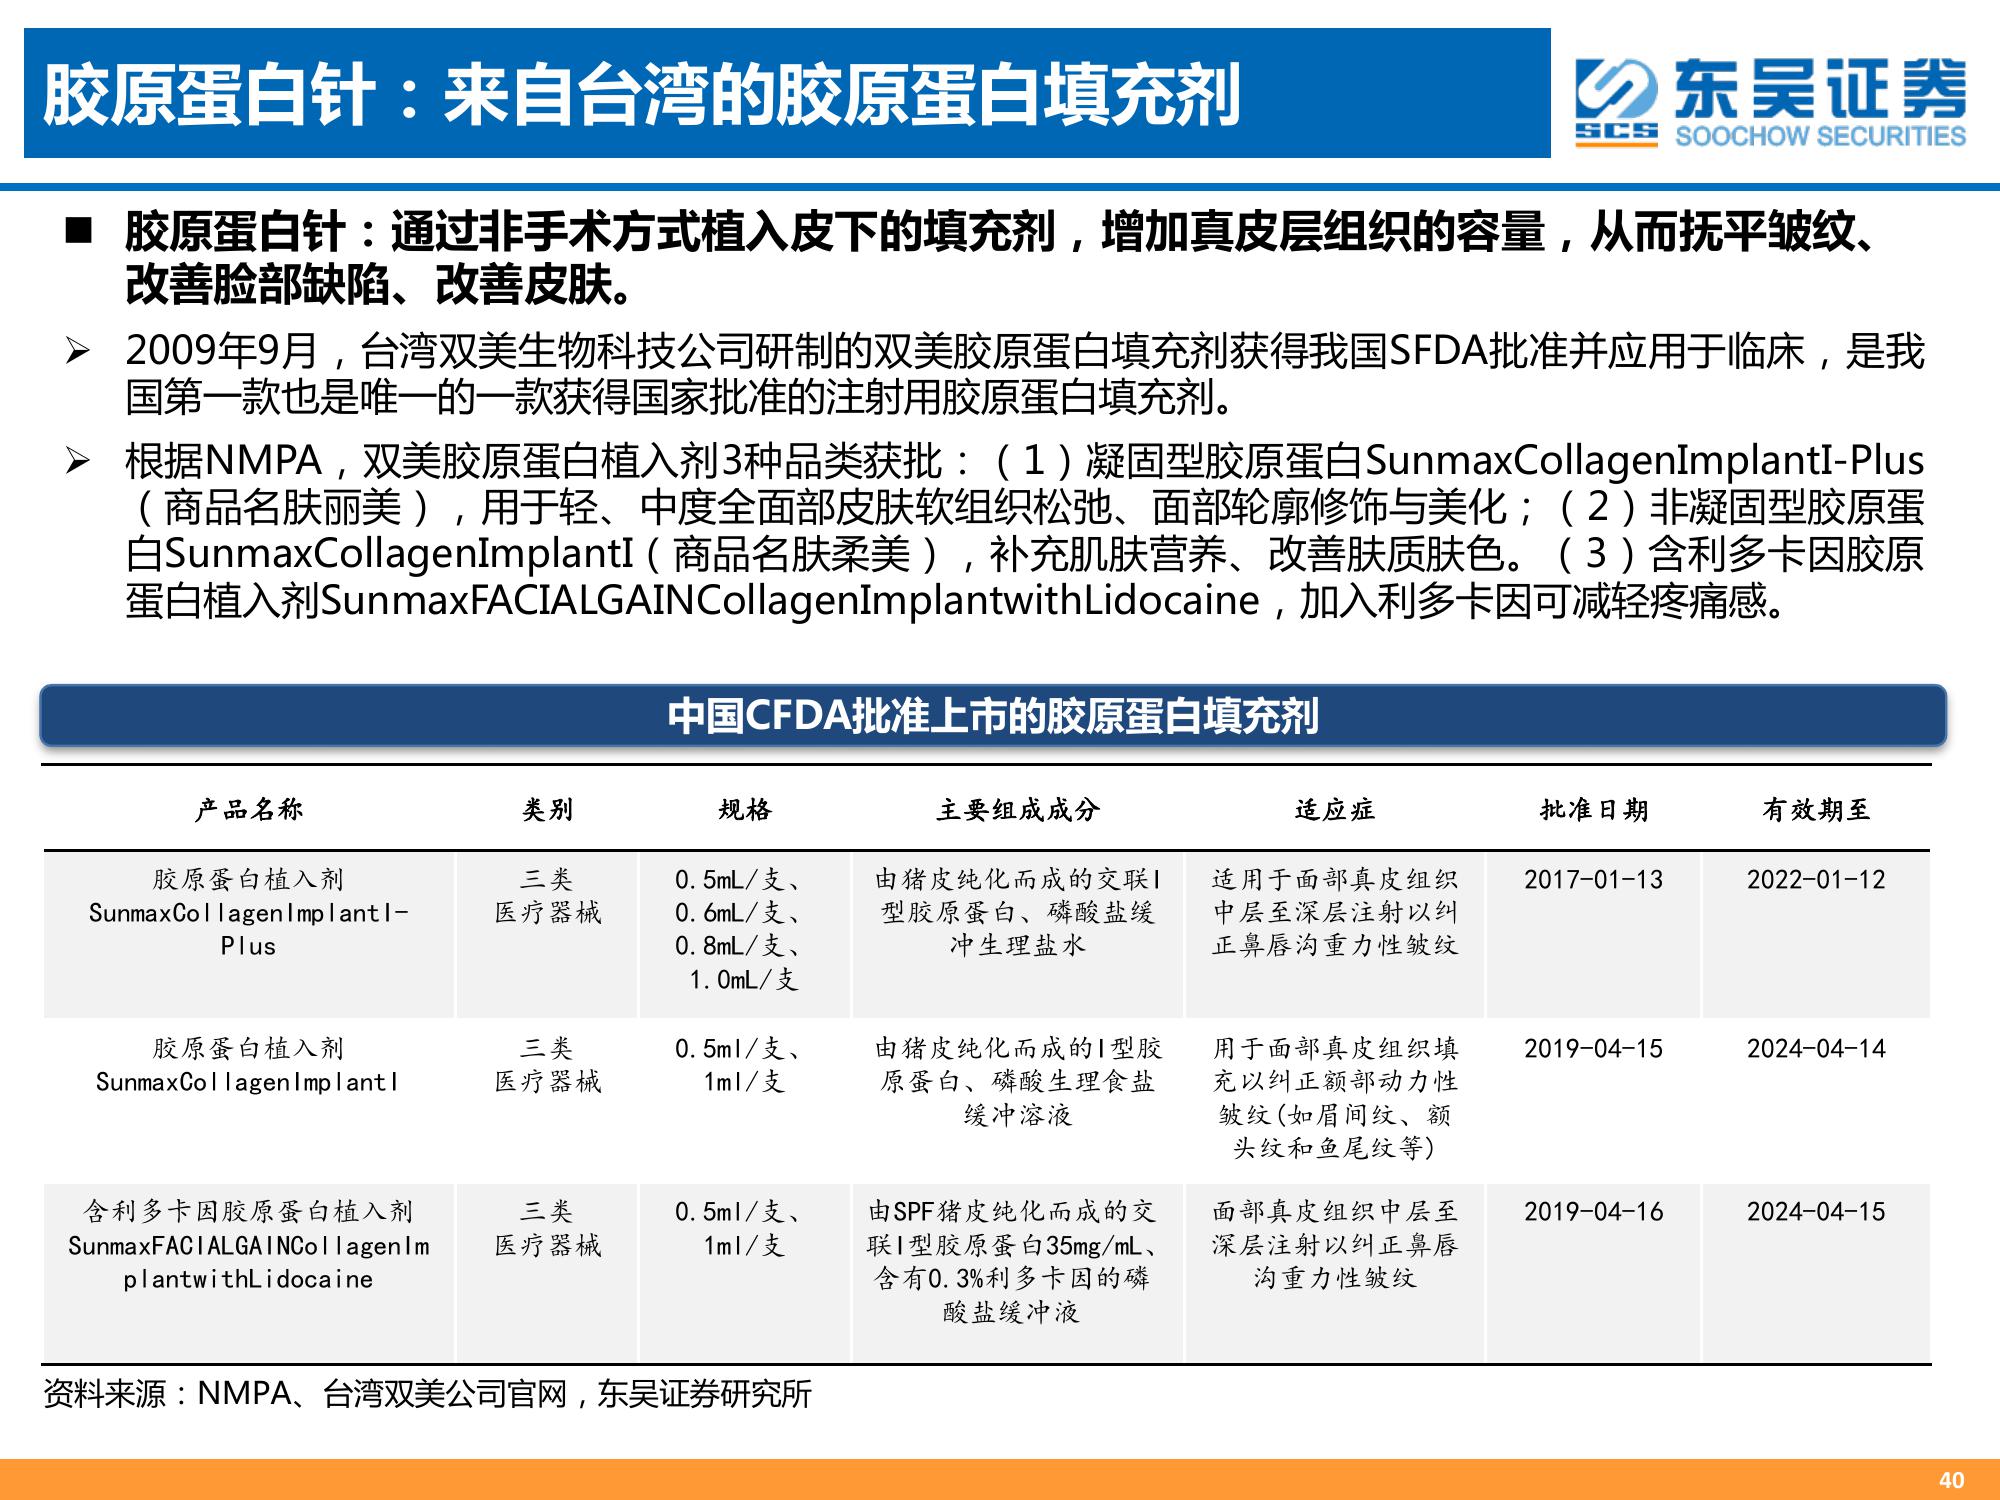 胶原蛋白针：来自台湾的胶原蛋白填充剂
东吴证券
SCS
SOOCHOW SECURITIES
■ 胶原蛋白针：通过非手术方式植入皮下的填充剂，增加真皮层组织的容量，从而抚平皱纹、
改善脸部缺陷、改善皮肤。
➢ 2009年9月，台湾双美生物科技公司研制的双美胶原蛋白填充剂获得我国SFDA批准并应用于临床，是我
国第一款也是唯一的一款获得国家批准的注射用胶原蛋白填充剂。
➢ 根据NMPA，双美胶原蛋白植入剂3种品类获批：（1）凝固型胶原蛋白SunmaxCollagenImplantI-Plus
（商品名肤丽美），用于轻、中度全面部皮肤软组织松弛、面部轮廓修饰与美化；（2）非凝固型胶原蛋
白SunmaxCollagenImplantI（商品名肤柔美），补充肌肤营养、改善肤质肤色。（3）含利多卡因胶原
蛋白植入剂SunmaxFACIALGAINCollagenImplantwithLidocaine，加入利多卡因可减轻疼痛感。
中国CFDA批准上市的胶原蛋白填充剂
产品名称 类别 规格 主要组成成分 适应症 批准日期 有效期至
胶原蛋白植入剂 三类 0.5mL/支、 由猪皮纯化而成的交联I 适用于面部真皮组织 2017-01-13 2022-01-12
SunmaxCollagenImplantI- 医疗器械 0.6mL/支、 型胶原蛋白、磷酸盐缓 中层至深层注射以纠
Plus 0.8mL/支、 冲生理盐水 正鼻唇沟重力性皱纹
1.0mL/支
胶原蛋白植入剂 三类 0.5ml/支、 由猪皮纯化而成的I型胶 用于面部真皮组织填 2019-04-15 2024-04-14
SunmaxCollagenImplantI 医疗器械 1ml/支 原蛋白、磷酸生理食盐 充以纠正额部动力性
缓冲溶液 皱纹(如眉间纹、额
头纹和鱼尾纹等)
含利多卡因胶原蛋白植入剂 三类 0.5ml/支、 由SPF猪皮纯化而成的交 面部真皮组织中层至 2019-04-16 2024-04-15
SunmaxFACIALGAINCollagenIm 医疗器械 1ml/支 联I型胶原蛋白35mg/mL、 深层注射以纠正鼻唇
plantwithLidocaine 含有0.3%利多卡因的磷 沟重力性皱纹
酸盐缓冲液
资料来源：NMPA、台湾双美公司官网，东吴证券研究所
40